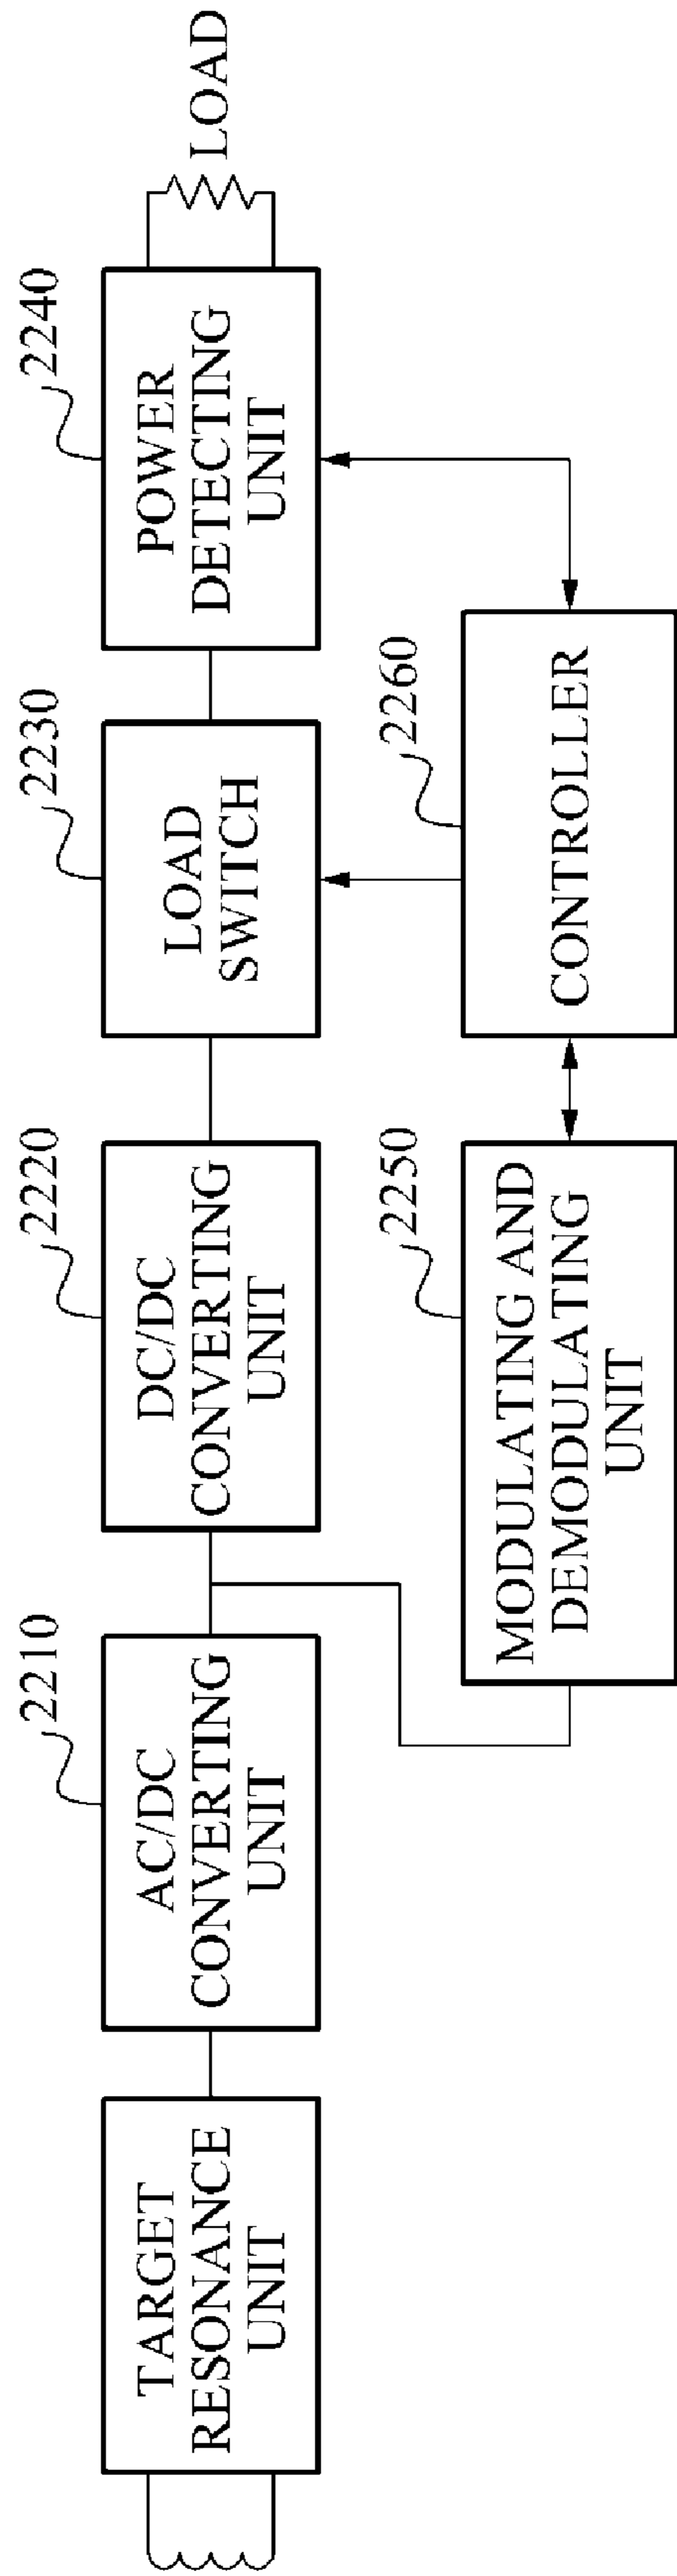 TARGET
RESONANCE
UNIT
2210
AC/DC
CONVERTING
UNIT
2220
DC/DC
CONVERTING
UNIT
2230
LOAD
SWITCH
2240
POWER
DETECTING
UNIT
LOAD
2250
MODULATING AND
DEMODULATING
UNIT
2260
CONTROLLER